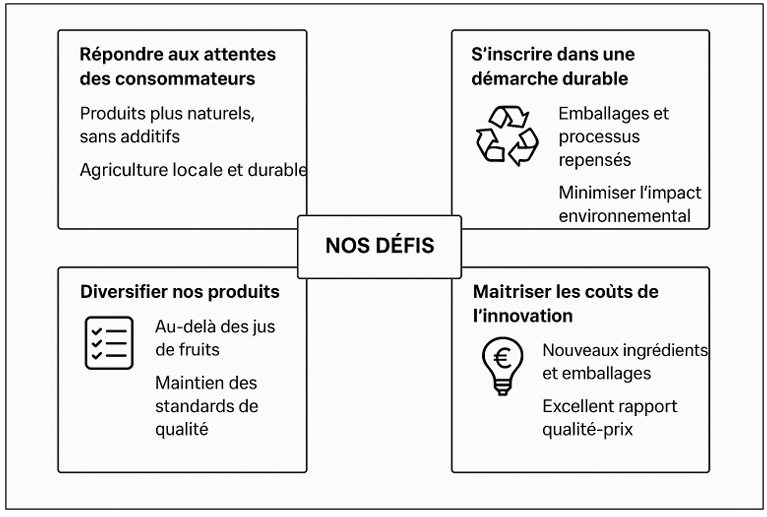 Répondre aux attentes
des consommateurs
Produits plus naturels,
sans additifs
Agriculture locale et durable
S'inscrire dans une
démarche durable
Emballages et
processus
repensés
Minimiser l'impact
environnemental
NOS DÉFIS
Diversifier nos produits
Au-delà des jus
de fruits
Maintien des
standards de
qualité
Maitriser les coùts de
l'innovation
€
Nouveaux ingrédients
et emballages
Excellent rapport
qualité-prix